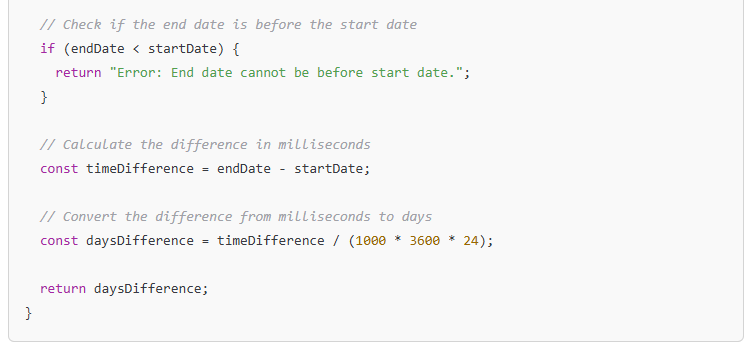 // Check if the end date is before the start date
if (endDate < startDate) {
return "Error: End date cannot be before start date.";
}
// Calculate the difference in milliseconds
const timeDifference = endDate - startDate;
// Convert the difference from milliseconds to days
const daysDifference = timeDifference / (1000 * 3600 * 24);
return daysDifference;
}